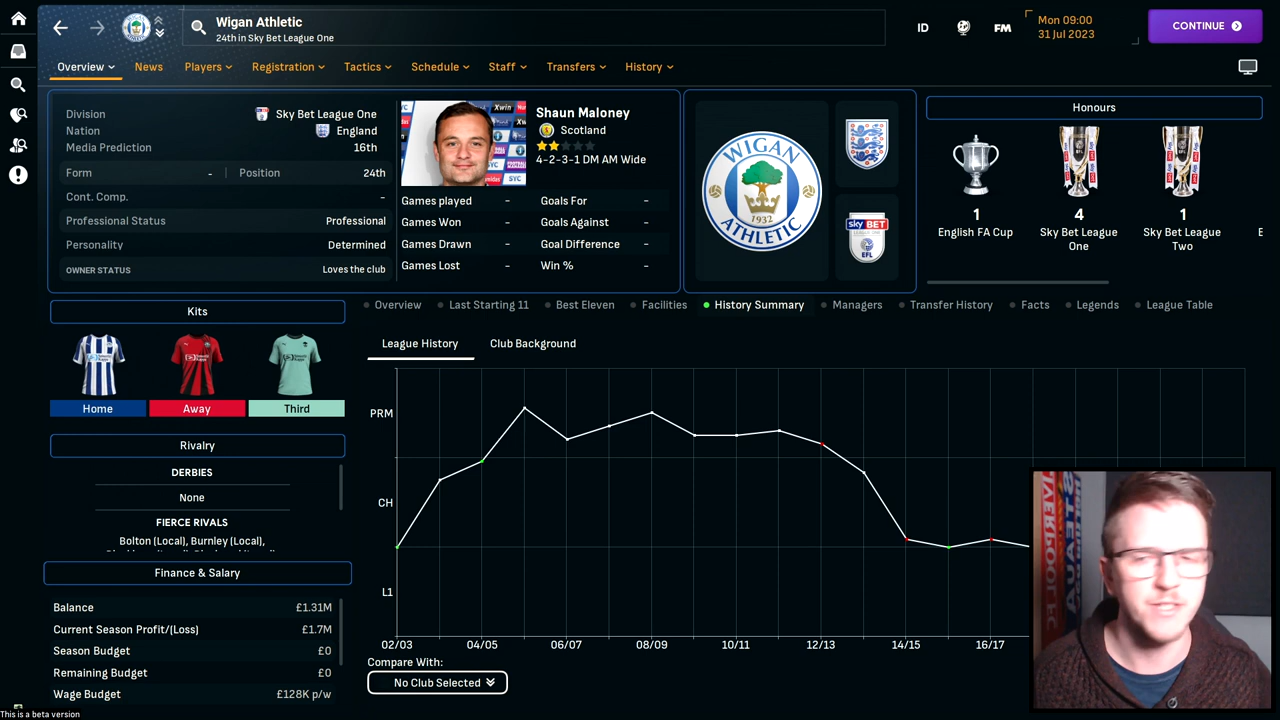 Wigan Athletic
24th in Sky Bet League One
ID
FM
Mon 09:00
31 Jul 2023
CONTINUE
Overview
News
Players
Registration
Tactics
Schedule
Staff
Transfers
History
Division Sky Bet League One
Nation England
Media Prediction 16th
Form - Position 24th
Cont. Comp. -
Professional Status Professional
Personality Determined
OWNER STATUS Loves the club
Shaun Maloney
Scotland
4-2-3-1 DM AM Wide
Games played - Goals For -
Games Won - Goals Against -
Games Drawn - Goal Difference -
Games Lost - Win % -
WIGAN
1932
ATHLETIC
sky BET
EFL
Honours
1
English FA Cup
4
Sky Bet League
One
1
Sky Bet League
Two
E
Kits
Home
Away
Third
Rivalry
DERBIES
None
FIERCE RIVALS
Bolton (Local), Burnley (Local),
Finance & Salary
Balance £1.31M
Current Season Profit/(Loss) £1.7M
Season Budget £0
Remaining Budget £0
Wage Budget £128K p/w
This is a beta version
Overview
Last Starting 11
Best Eleven
Facilities
History Summary
Managers
Transfer History
Facts
Legends
League Table
League History
Club Background
PRM
CH
L1
02/03 04/05 06/07 08/09 10/11 12/13 14/15 16/17
Compare With:
No Club Selected